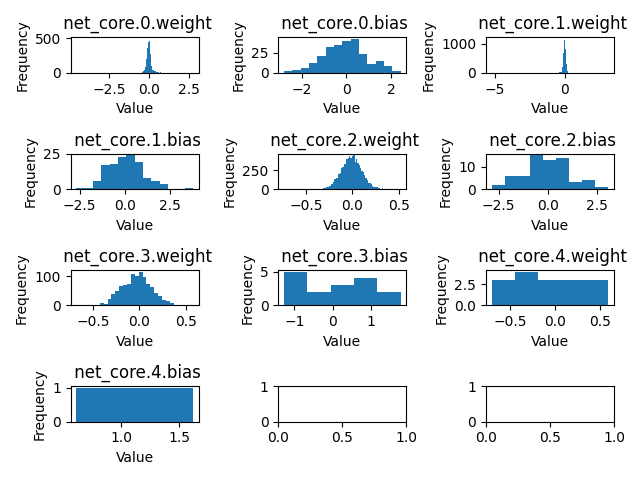 net_core.0.weight
Frequency
500
0
−2.5
0.0
2.5
Value
net_core.0.bias
Frequency
25
0
−2
0
2
Value
net_core.1.weight
Frequency
1000
0
−5
0
Value
net_core.1.bias
Frequency
25
0
−2.5
0.0
2.5
Value
net_core.2.weight
Frequency
250
0
−0.5
0.0
0.5
Value
net_core.2.bias
Frequency
10
0
−2.5
0.0
2.5
Value
net_core.3.weight
Frequency
100
0
−0.5
0.0
0.5
Value
net_core.3.bias
Frequency
5
0
−1
0
1
Value
net_core.4.weight
Frequency
2.5
0.0
−0.5
0.0
0.5
Value
net_core.4.bias
Frequency
1
0
1.0
1.5
Value
1
0
0.0
0.5
1.0
1
0
0.0
0.5
1.0